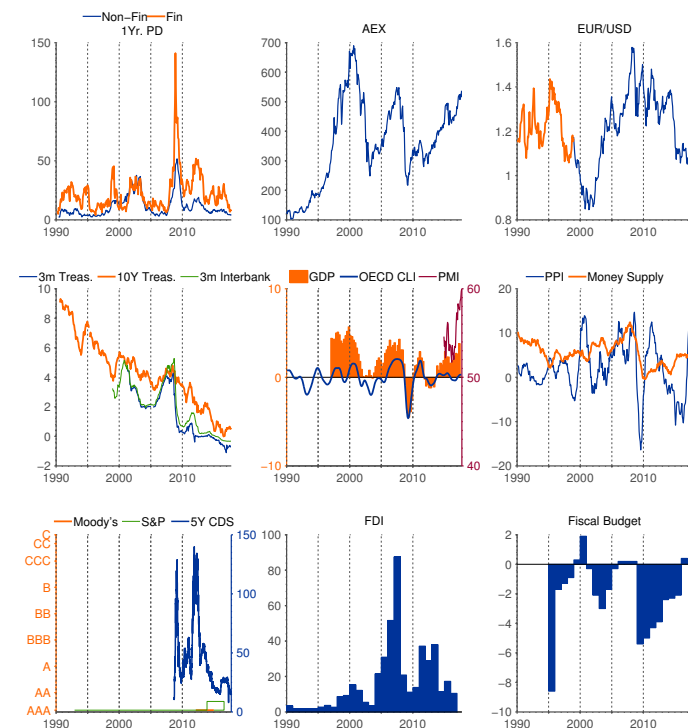 Non−Fin Fin
1Yr. PD
150
100
50
0
1990 2000 2010
AEX
700
600
500
400
300
200
100
1990 2000 2010
EUR/USD
1.6
1.4
1.2
1
0.8
1990 2000 2010
3m Treas. 10Y Treas. 3m Interbank
10
8
6
4
2
0
−2
1990 2000 2010
GDP OECD CLI PMI
10 60
0 50
−10 40
1990 2000 2010
PPI Money Supply
20
10
0
−10
−20
1990 2000 2010
Moody's S&P 5Y CDS
C 150
CC
CCC
100
B
BB
BBB 50
A
AA
AAA 0
1990 2000 2010
FDI
100
80
60
40
20
0
1990 2000 2010
Fiscal Budget
2
0
−2
−4
−6
−8
−10
1990 2000 2010